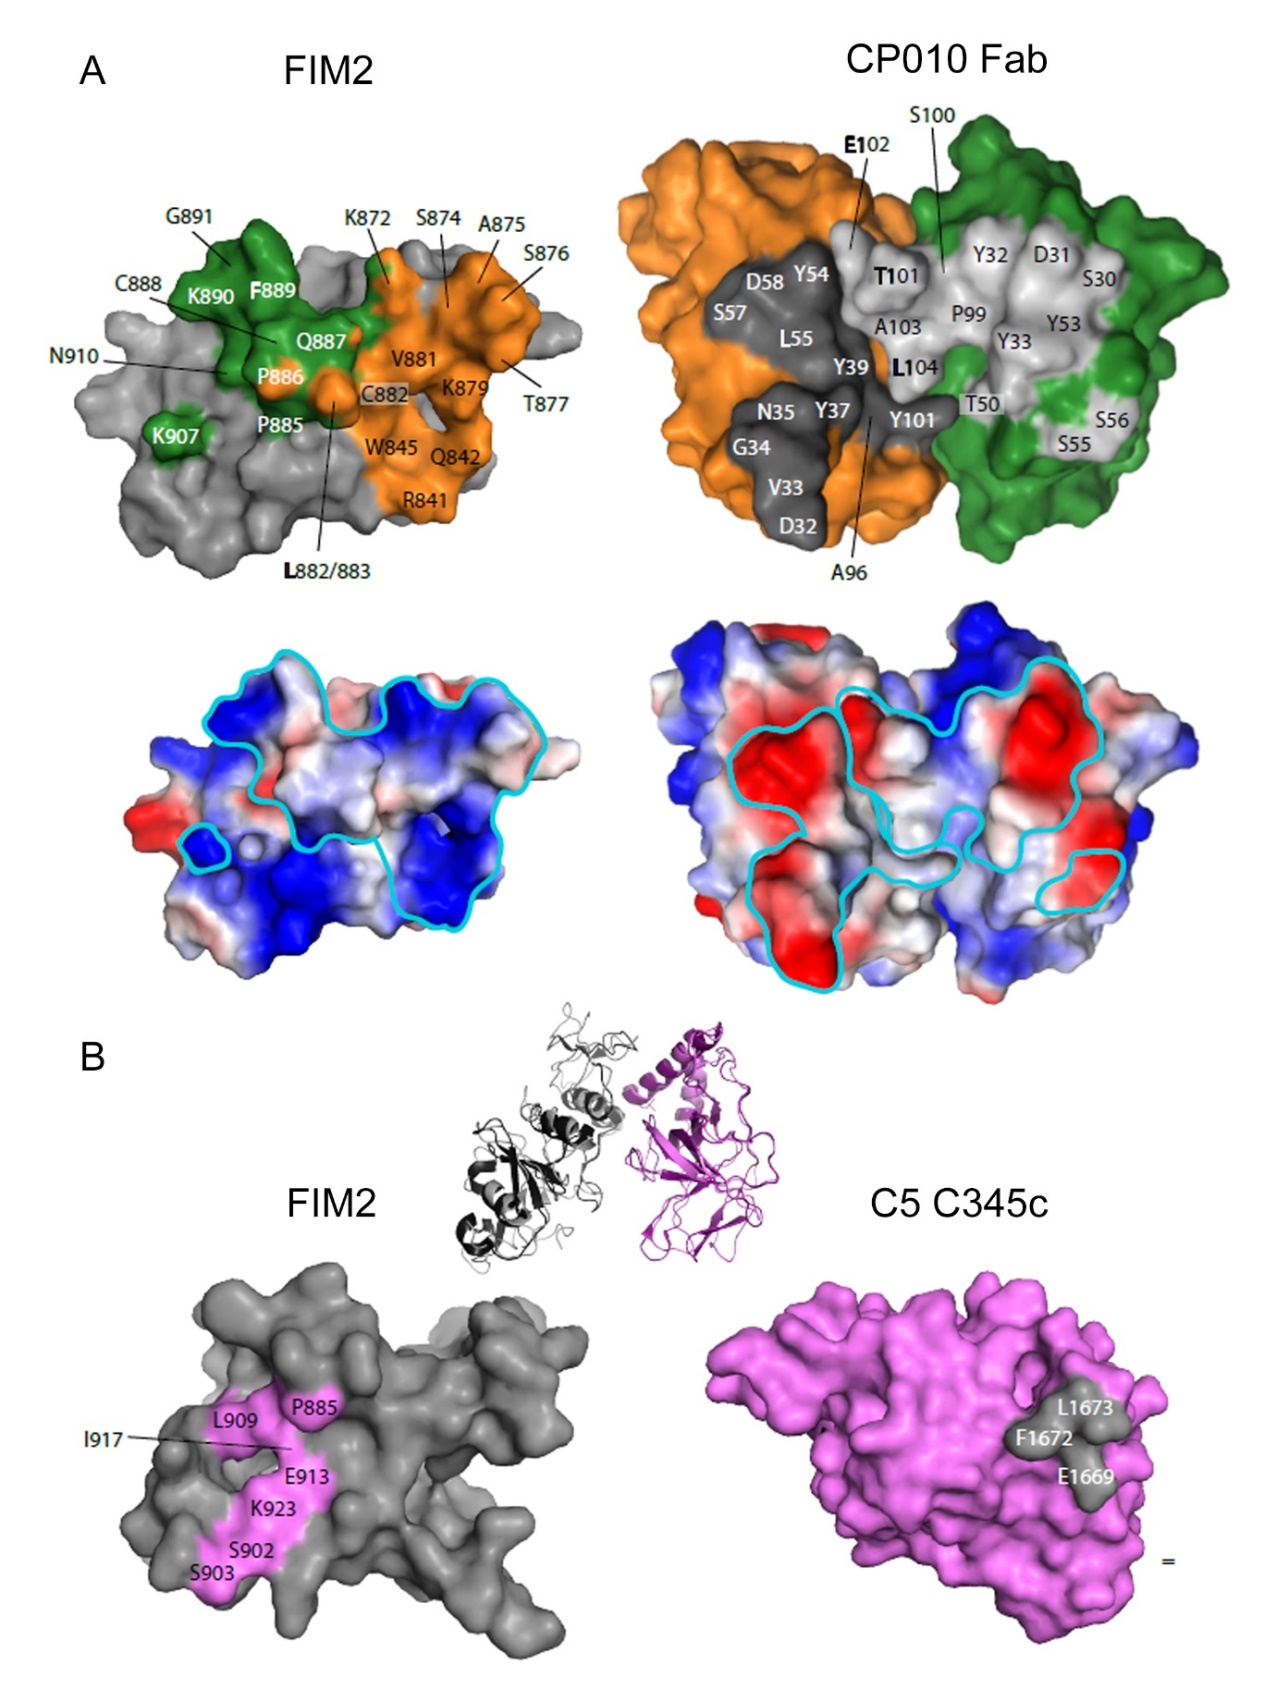 A
FIM2
CP010 Fab
S100
E102
G891
K872
S874
A875
S876
C888
K890
F889
N910
Q887
V881
P886
C882
K879
T877
P885
K907
W845
Q842
R841
L882/883
Y32
D31
D58
Y54
T101
S30
S57
P99
A103
Y53
L55
Y33
Y39
L104
N35
Y37
Y101
T50
S56
G34
S55
V33
D32
A96
B
FIM2
C5 C345c
L909
P885
I917
E913
K923
S902
S903
L1673
F1672
E1669
=